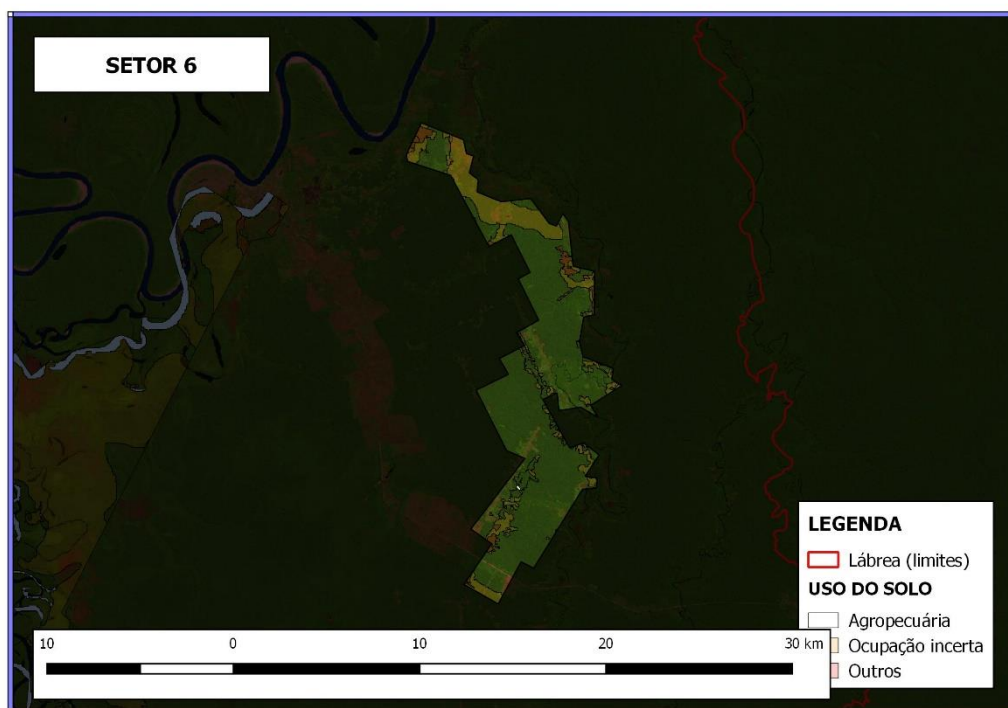 SETOR 6
LEGENDA
Lábrea (limites)
USO DO SOLO
Agropecuária
Ocupação incerta
Outros
10 0 10 20 30 km